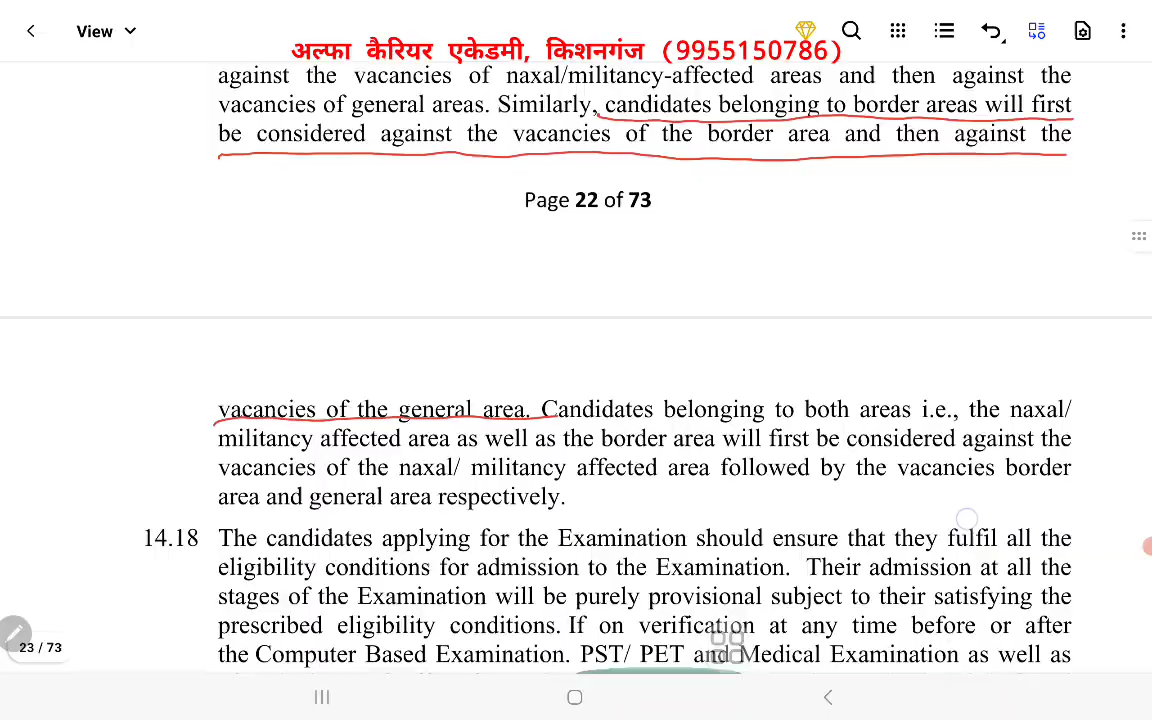 View
अल्फा कैरियर एकेडमी, किशनगंज (9955150786)
against the vacancies of naxal/militancy-affected areas and then against the
vacancies of general areas. Similarly, candidates belonging to border areas will first
be considered against the vacancies of the border area and then against the
Page 22 of 73
vacancies of the general area. Candidates belonging to both areas i.e., the naxal/
militancy affected area as well as the border area will first be considered against the
vacancies of the naxal/ militancy affected area followed by the vacancies border
area and general area respectively.
14.18 The candidates applying for the Examination should ensure that they fulfil all the
eligibility conditions for admission to the Examination. Their admission at all the
stages of the Examination will be purely provisional subject to their satisfying the
prescribed eligibility conditions. If on verification at any time before or after
the Computer Based Examination. PST/ PET and Medical Examination as well as
23 / 73